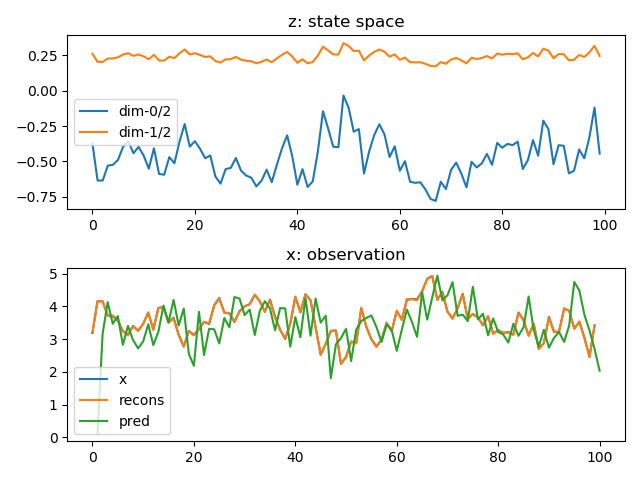 z: state space
0.25
0.00
−0.25
−0.50
−0.75
dim-0/2
dim-1/2
0 20 40 60 80 100
x: observation
5
4
3
2
1
0
x
recons
pred
0 20 40 60 80 100